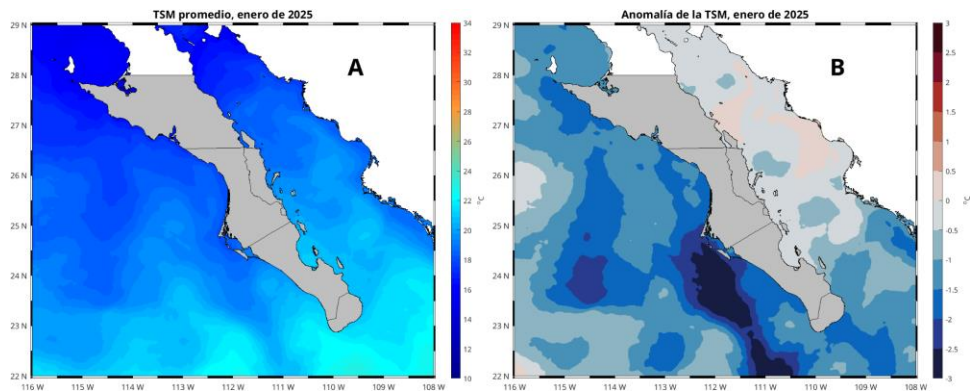 TSM promedio, enero de 2025
A
29 N
28 N
27 N
26 N
25 N
24 N
23 N
22 N
116 W 115 W 114 W 113 W 112 W 111 W 110 W 109 W 108 W
34
32
30
28
26
24
22
20
18
16
14
12
10
°C
Anomalía de la TSM, enero de 2025
B
29 N
28 N
27 N
26 N
25 N
24 N
23 N
22 N
116 W 115 W 114 W 113 W 112 W 111 W 110 W 109 W 108 W
3
2.5
2
1.5
1
0.5
0
-0.5
-1
-1.5
-2
-2.5
-3
°C